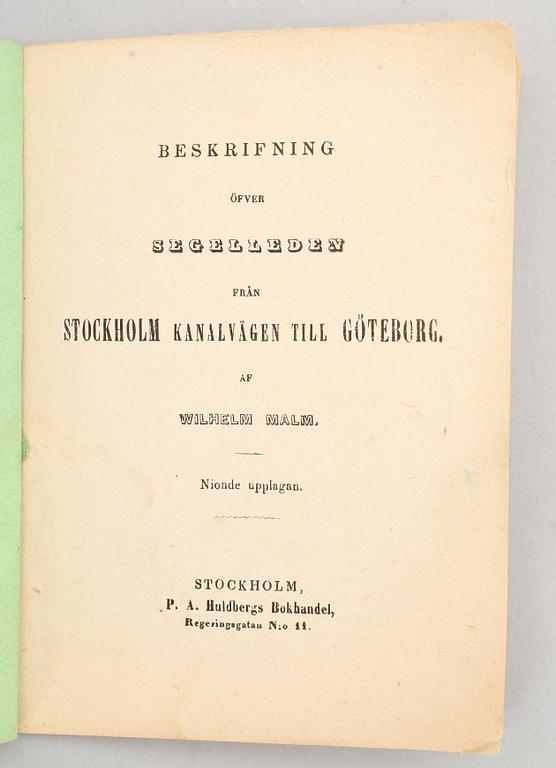 BESKRIFNING
ÖFVER
SEGELLEDEN
FRÅN
STOCKHOLM KANALVÄGEN TILL GÖTEBORG.
AF
WILHELM MALM.
Nionde upplagan.
STOCKHOLM,
P. A. Huldbergs Bokhandel,
Regeringsgatan N:o 11.